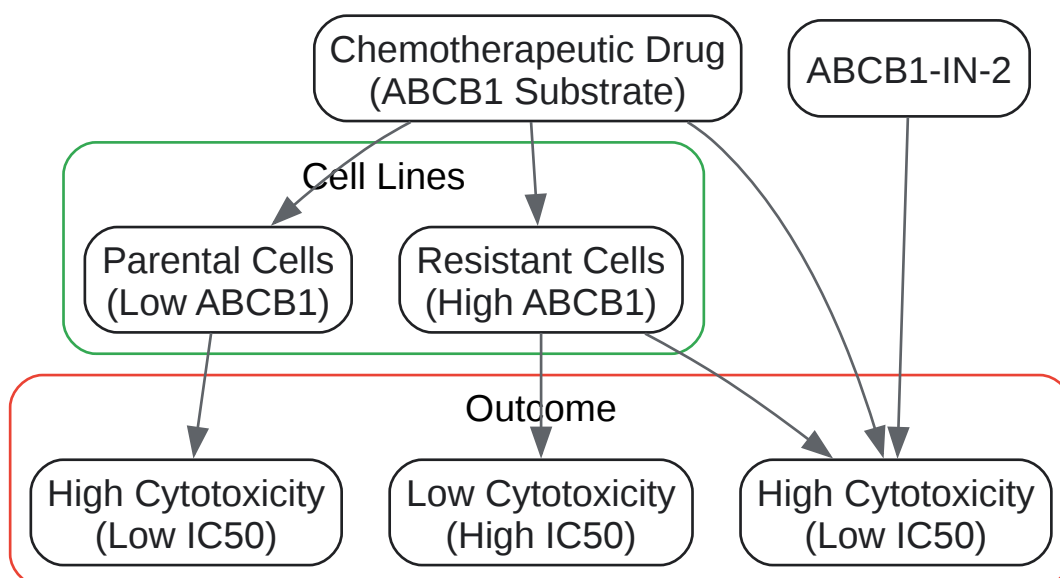 Chemotherapeutic Drug
(ABCB1 Substrate)
ABCB1-IN-2
Cell Lines
Parental Cells
(Low ABCB1)
Resistant Cells
(High ABCB1)
Outcome
High Cytotoxicity
(Low IC50)
Low Cytotoxicity
(High IC50)
High Cytotoxicity
(Low IC50)